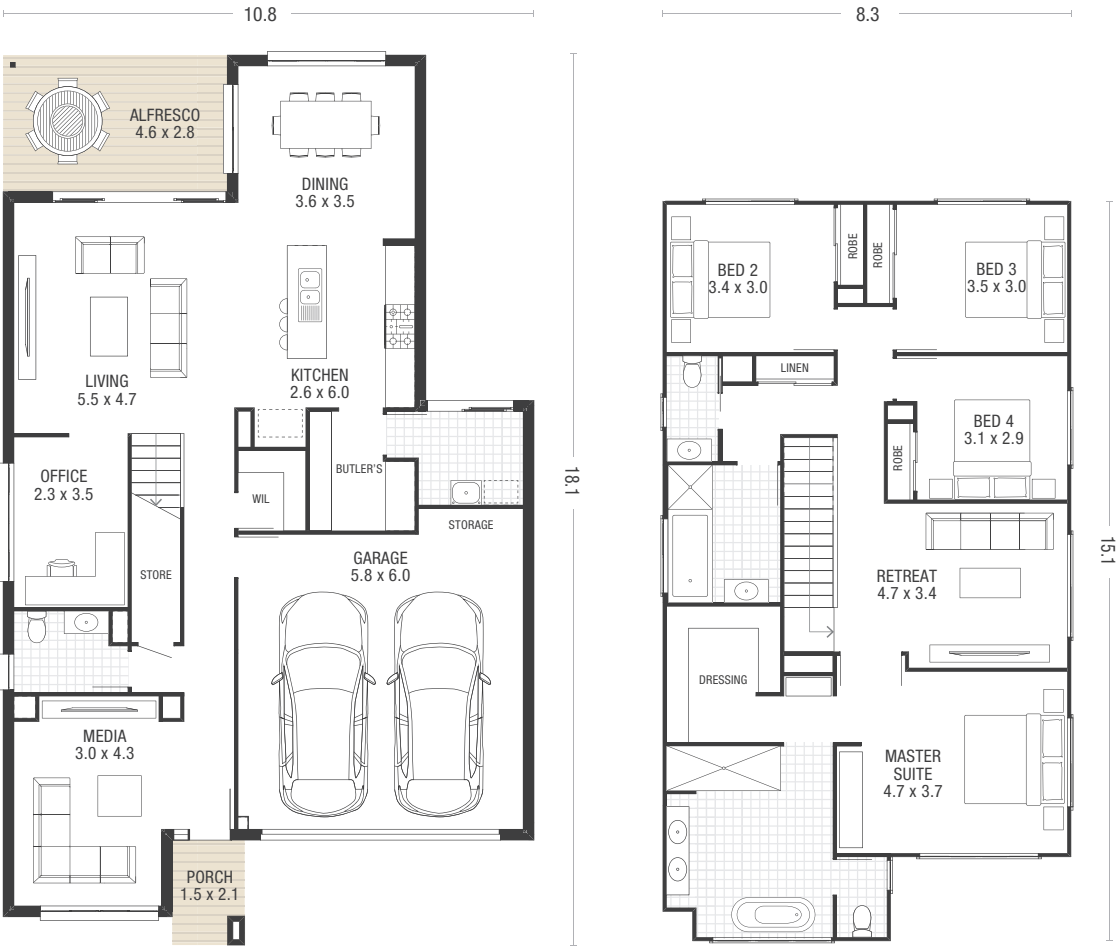 10.8
8.3
ALFRESCO
4.6 x 2.8
DINING
3.6 x 3.5
LIVING
5.5 x 4.7
KITCHEN
2.6 x 6.0
OFFICE
2.3 x 3.5
WIL
BUTLER'S
STORAGE
STORE
GARAGE
5.8 x 6.0
MEDIA
3.0 x 4.3
PORCH
1.5 x 2.1
18.1
BED 2
3.4 x 3.0
ROBE
ROBE
BED 3
3.5 x 3.0
LINEN
BED 4
3.1 x 2.9
ROBE
RETREAT
4.7 x 3.4
DRESSING
MASTER
SUITE
4.7 x 3.7
15.1